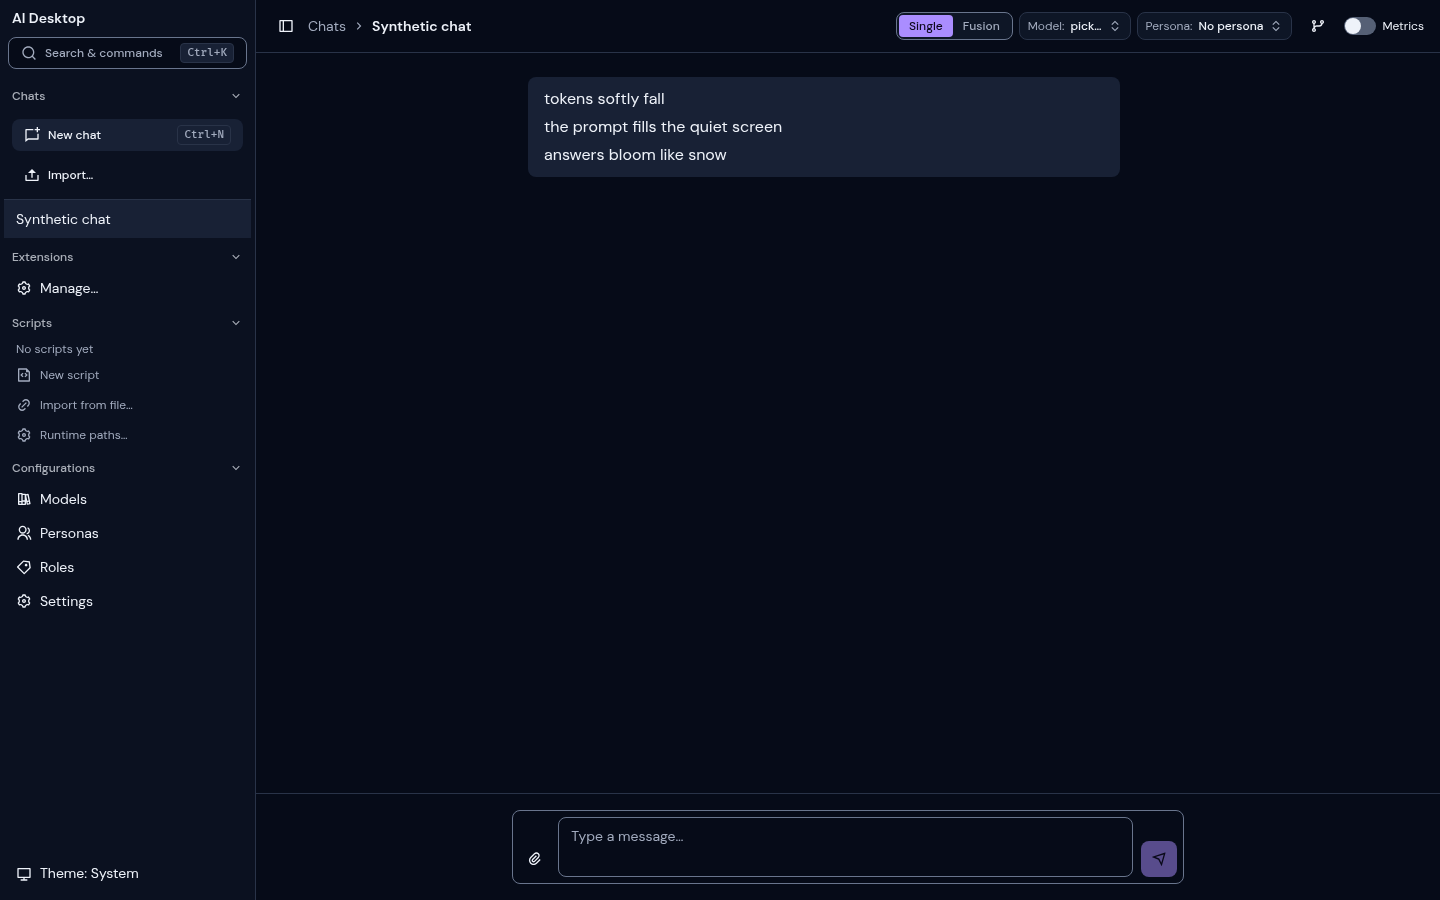 AI Desktop
Search & commands Ctrl+K
Chats
New chat Ctrl+N
Import…
Synthetic chat
Extensions
Manage…
Scripts
No scripts yet
New script
Import from file…
Runtime paths…
Configurations
Models
Personas
Roles
Settings
Theme: System
Chats > Synthetic chat
Single Fusion Model: pick… Persona: No persona Metrics
tokens softly fall
the prompt fills the quiet screen
answers bloom like snow
Type a message…